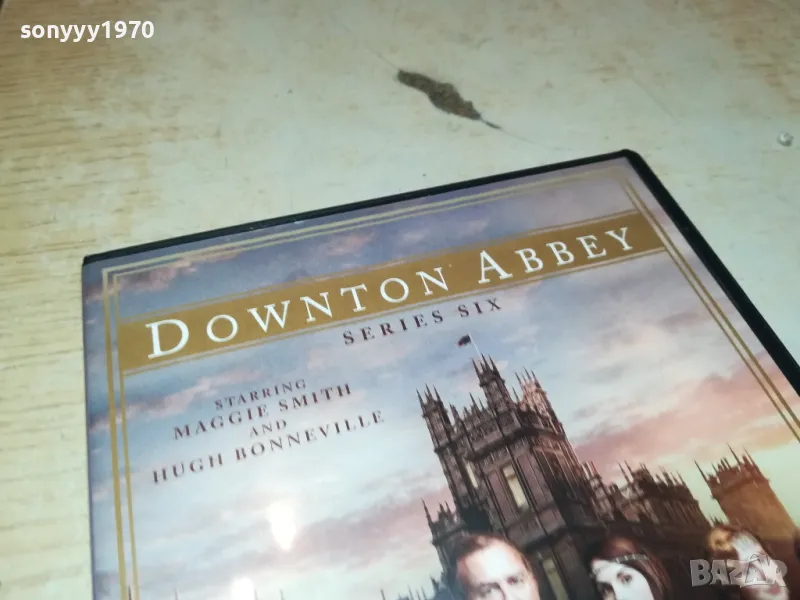 sonyyy1970
DOWNTON ABBEY
SERIES SIX
STARRING
MAGGIE SMITH
AND
HUGH BONNEVILLE
BAZAR